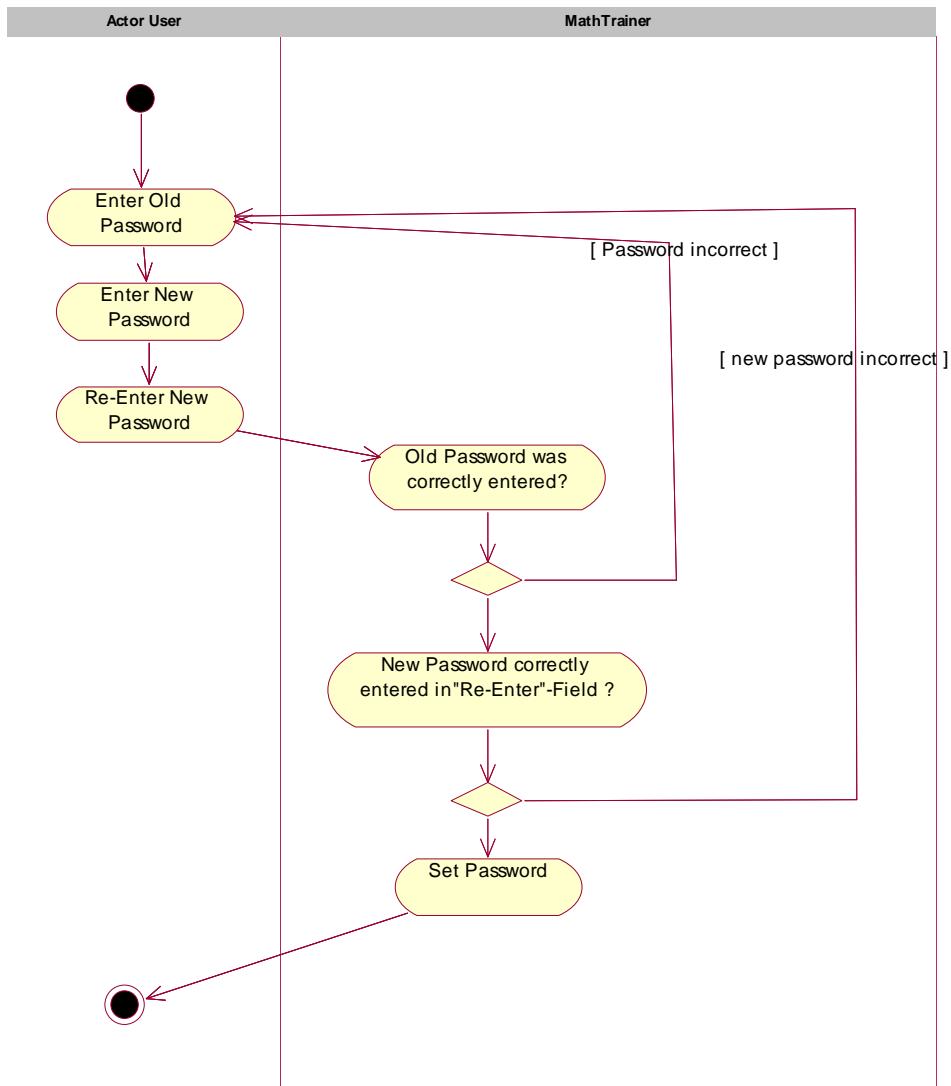 Actor User
MathTrainer
Enter Old
Password
[ Password incorrect ]
Enter New
Password
[ new password incorrect ]
Re-Enter New
Password
Old Password was
correctly entered?
New Password correctly
entered in"Re-Enter"-Field ?
Set Password